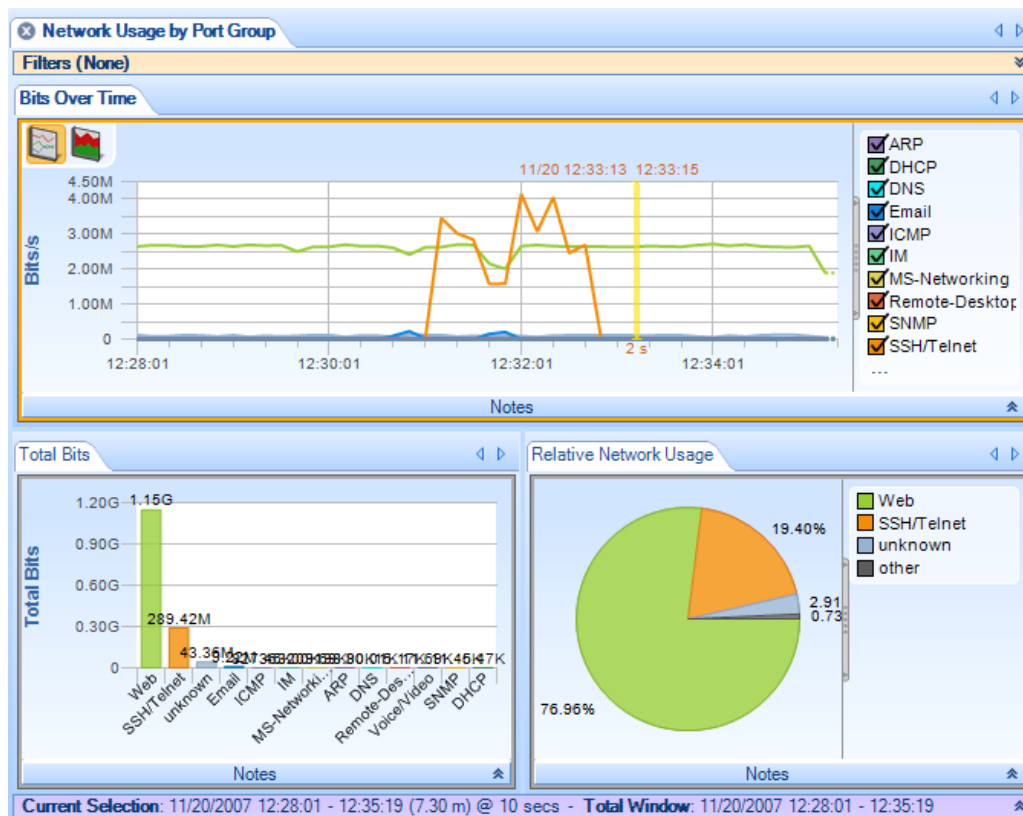 Network Usage by Port Group
Filters (None)
Bits Over Time
11/20 12:33:13 12:33:15
4.50M
4.00M
3.00M
2.00M
1.00M
0
Bits/s
2 s
12:28:01 12:30:01 12:32:01 12:34:01
ARP
DHCP
DNS
Email
ICMP
IM
MS-Networking
Remote-Desktop
SNMP
SSH/Telnet
...
Notes
Total Bits
Total Bits
1.20G
0.90G
0.60G
0.30G
0
1.15G
289.42M
43.36M
Web
SSH/Telnet
unknown
Email
ICMP
IM
MS-Networki...
ARP
DNS
Remote-Des...
Voice/Video
SNMP
DHCP
Notes
Relative Network Usage
19.40%
2.91
0.73
76.96%
Web
SSH/Telnet
unknown
other
Notes
Current Selection: 11/20/2007 12:28:01 - 12:35:19 (7.30 m) @ 10 secs - Total Window: 11/20/2007 12:28:01 - 12:35:19